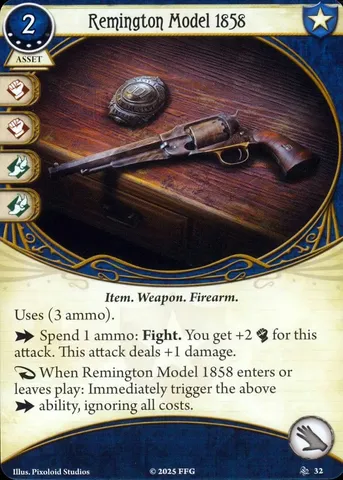 2
Remington Model 1858
ASSET
Item. Weapon. Firearm.
Uses (3 ammo).
Spend 1 ammo: Fight. You get +2 for this
attack. This attack deals +1 damage.
When Remington Model 1858 enters or
leaves play: Immediately trigger the above
ability, ignoring all costs.
Illus. Pixoloid Studios
© 2025 FFG
32